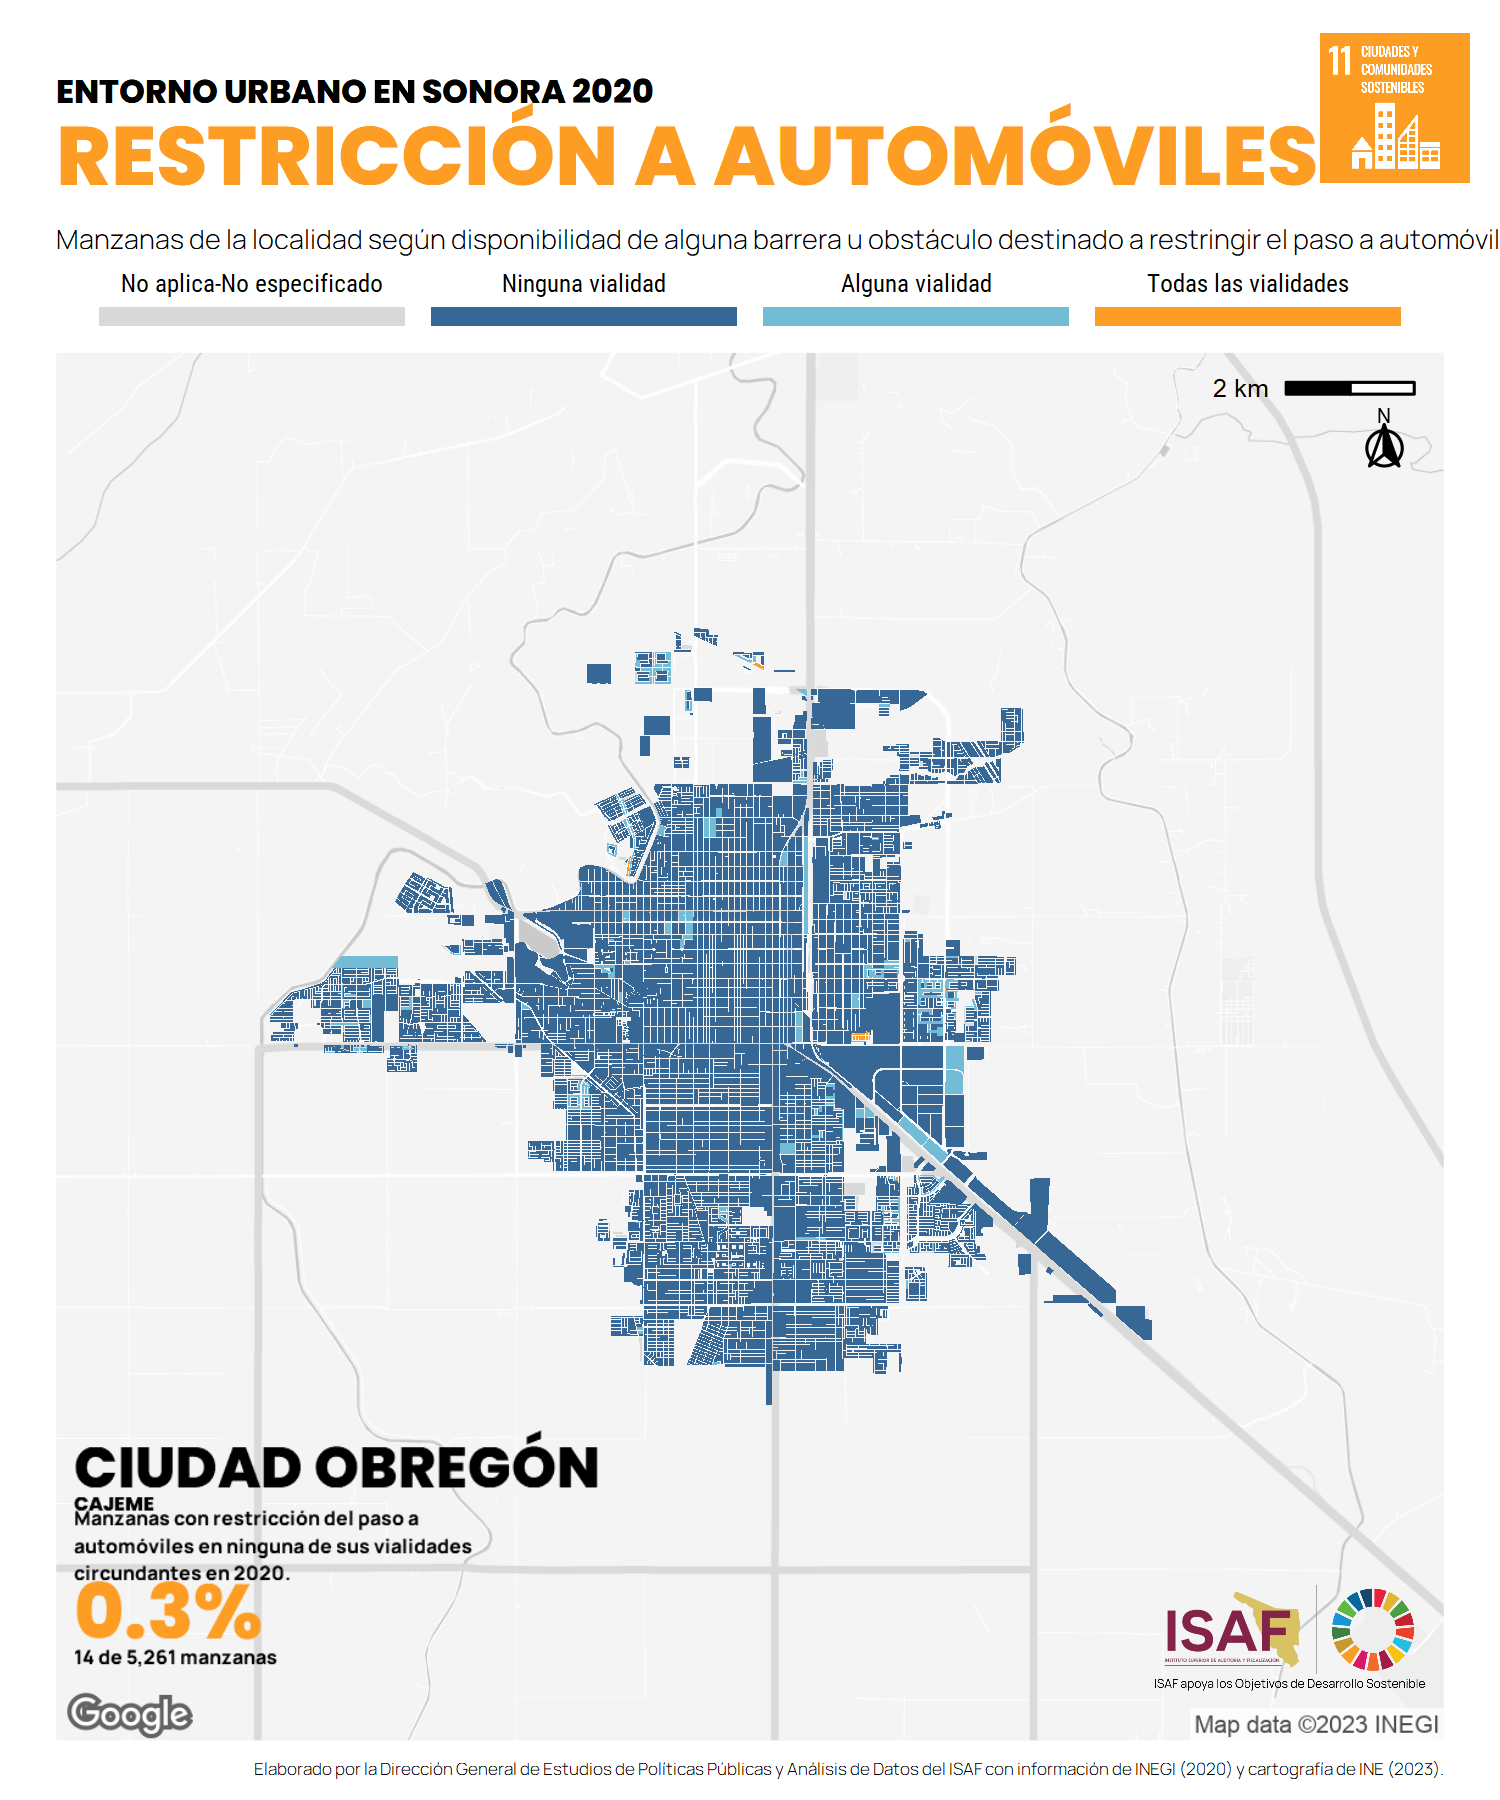 11 CIUDADES Y
COMUNIDADES
SOSTENIBLES
ENTORNO URBANO EN SONORA 2020
RESTRICCIÓN A AUTOMÓVILES
Manzanas de la localidad según disponibilidad de alguna barrera u obstáculo destinado a restringir el paso a automóvil
No aplica-No especificado
Ninguna vialidad
Alguna vialidad
Todas las vialidades
2 km
N
CIUDAD OBREGÓN
CAJEME
Manzanas con restricción del paso a
automóviles en ninguna de sus vialidades
circundantes en 2020.
0.3%
14 de 5,261 manzanas
Google
ISAF
INSTITUTO SUPERIOR DE AUDITORÍA Y FISCALIZACIÓN
ISAF apoya los Objetivos de Desarrollo Sostenible
Map data ©2023 INEGI
Elaborado por la Dirección General de Estudios de Políticas Públicas y Análisis de Datos del ISAF con información de INEGI (2020) y cartografía de INE (2023).